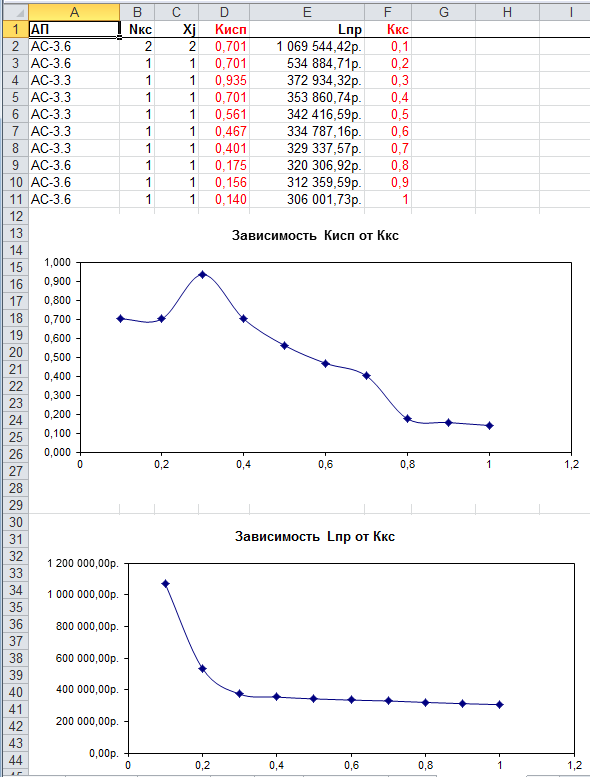 A B C D E F G H I
1 АП Nкс Xj Кисп Lпр Ккс
2 АС-3.6 2 2 0,701 1 069 544,42р. 0,1
3 АС-3.6 1 1 0,701 534 884,71р. 0,2
4 АС-3.3 1 1 0,935 372 934,32р. 0,3
5 АС-3.3 1 1 0,701 353 860,74р. 0,4
6 АС-3.3 1 1 0,561 342 416,59р. 0,5
7 АС-3.3 1 1 0,467 334 787,16р. 0,6
8 АС-3.3 1 1 0,401 329 337,57р. 0,7
9 АС-3.6 1 1 0,175 320 306,92р. 0,8
10 АС-3.6 1 1 0,156 312 359,59р. 0,9
11 АС-3.6 1 1 0,140 306 001,73р. 1
12
13 Зависимость Кисп от Ккс
14
15 1,000
16 0,900
17 0,800
18 0,700
19 0,600
20 0,500
21 0,400
22 0,300
23 0,200
24 0,100
25
26 0,000
27 0 0,2 0,4 0,6 0,8 1 1,2
28
29
30
31 Зависимость Lпр от Ккс
32
33 1 200 000,00р.
34 1 000 000,00р.
35
36 800 000,00р.
37
38 600 000,00р.
39
40 400 000,00р.
41
42 200 000,00р.
43
44 0,00р.
0 0,2 0,4 0,6 0,8 1 1,2